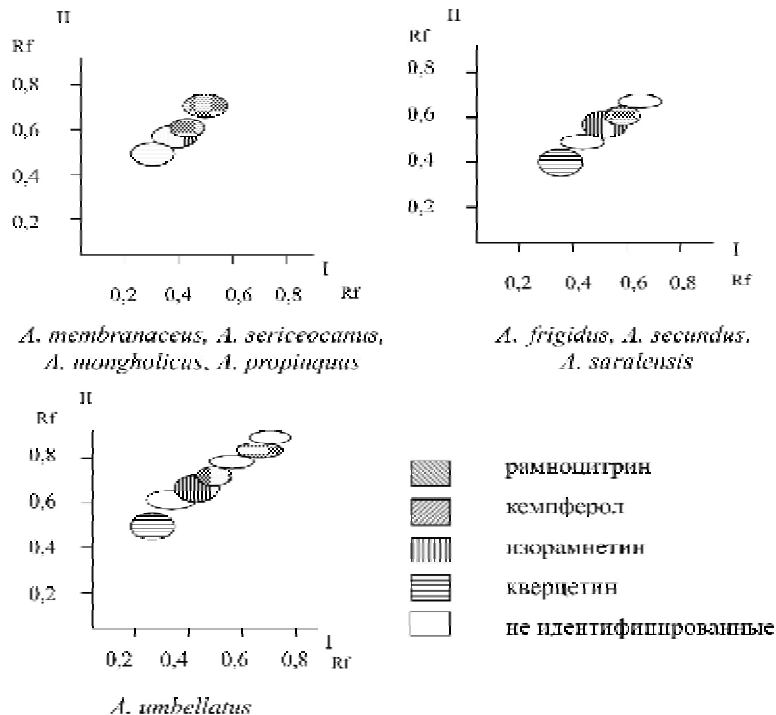 II
Rf
0,8
0,6
0,4
0,2
I
0,2 0,4 0,6 0,8 Rf
A. membranaceus, A. sericeocanus,
A. mongholicus, A. propinquus
II
Rf
0,8
0,6
0,4
0,2
I
0,2 0,4 0,6 0,8 Rf
A. frigidus, A. secundus,
A. saralensis
II
Rf
0,8
0,6
0,4
0,2
I
0,2 0,4 0,6 0,8 Rf
A. umbellatus
рамноцитрин
кемпферол
изорамнетин
кверцетин
не идентифицированные